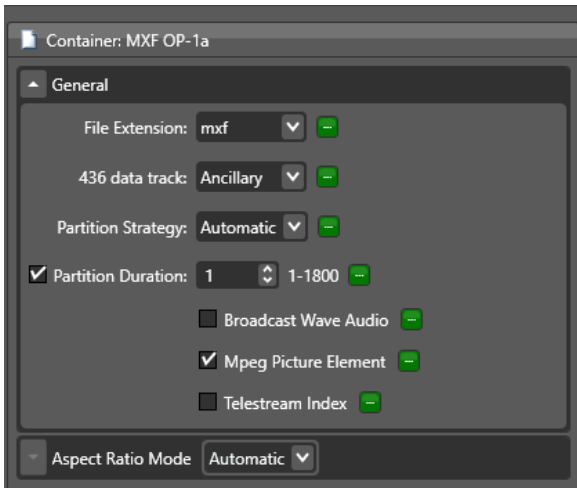 Container: MXF OP-1a
General
File Extension: mxf
436 data track: Ancillary
Partition Strategy: Automatic
Partition Duration: 1 1-1800
Broadcast Wave Audio
Mpeg Picture Element
Telestream Index
Aspect Ratio Mode Automatic